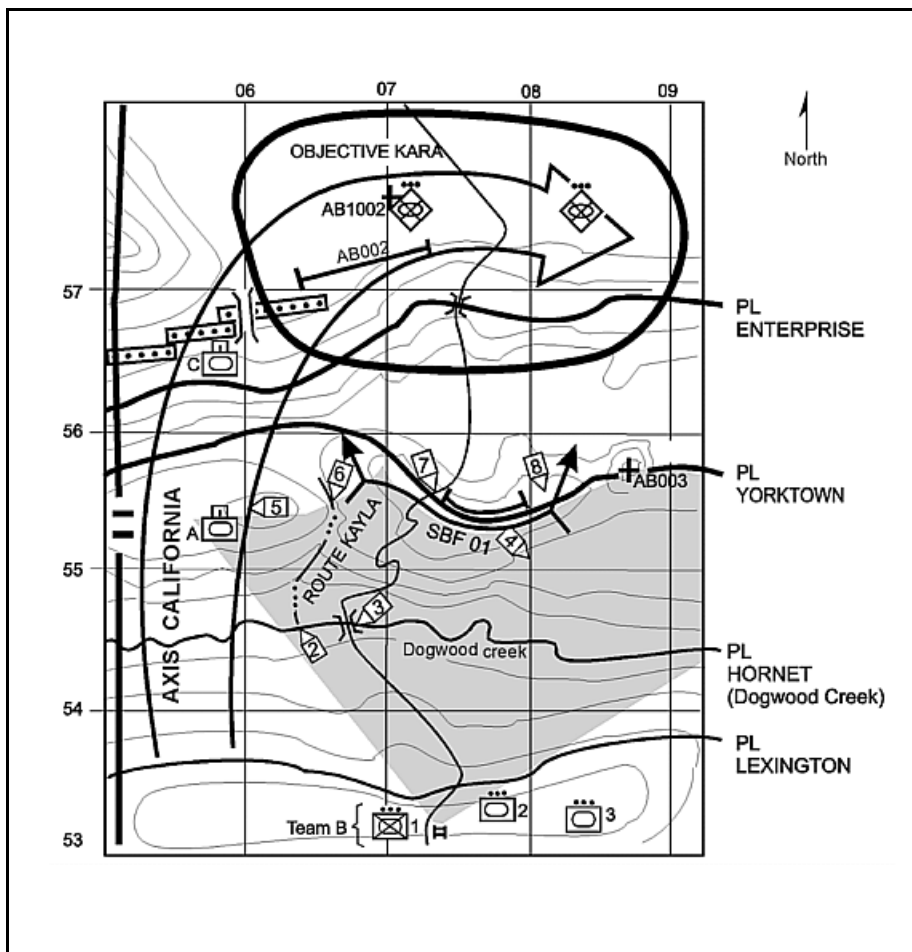 06 07 08 09
North
OBJECTIVE KARA
AB1002
AB002
57
PL
ENTERPRISE
C
56
6
7
8
AB003
PL
YORKTOWN
5
A
ROUTE KAYLA
SBF 01
4
55
AXIS CALIFORNIA
3
2
Dogwood creek
PL
HORNET
(Dogwood Creek)
54
PL
LEXINGTON
Team B
1
2
3
53